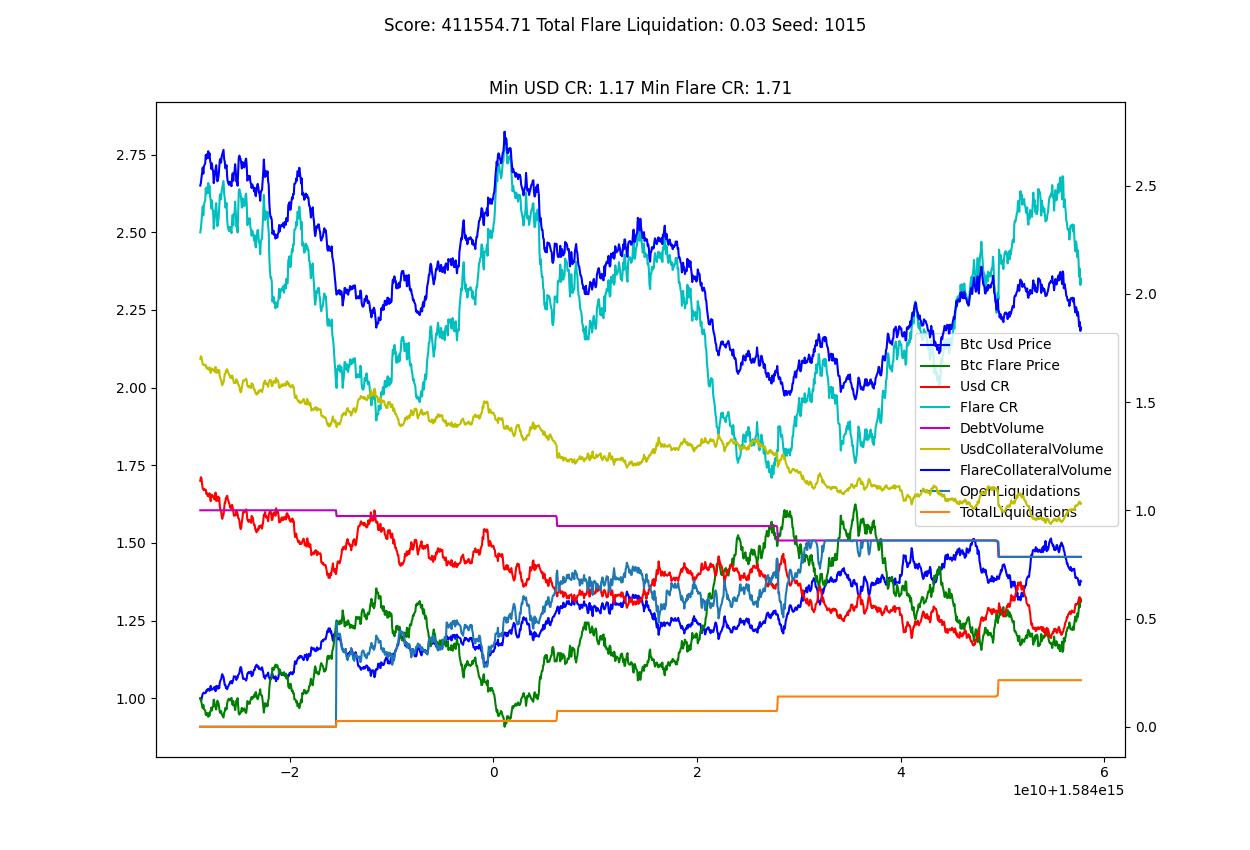 Score: 411554.71 Total Flare Liquidation: 0.03 Seed: 1015
Min USD CR: 1.17 Min Flare CR: 1.71
2.75
2.50
2.25
2.00
1.75
1.50
1.25
1.00
2.5
2.0
1.5
1.0
0.5
0.0
Btc Usd Price
Btc Flare Price
Usd CR
Flare CR
DebtVolume
UsdCollateralVolume
FlareCollateralVolume
OpenLiquidations
TotalLiquidations
−2 0 2 4 6
1e10+1.584e15